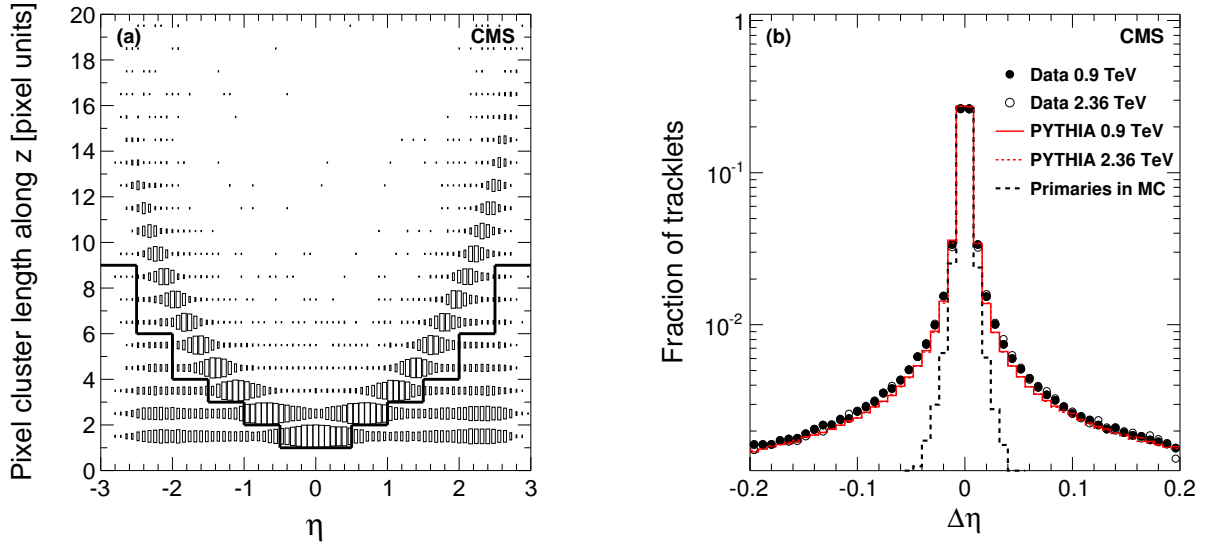 (a)
CMS
Pixel cluster length along z [pixel units]
20
18
16
14
12
10
8
6
4
2
0
-3
-2
-1
0
1
2
3
η
(b)
CMS
Data 0.9 TeV
Data 2.36 TeV
PYTHIA 0.9 TeV
PYTHIA 2.36 TeV
Primaries in MC
Fraction of tracklets
1
10⁻¹
10⁻²
-0.2
-0.1
0
0.1
0.2
Δη